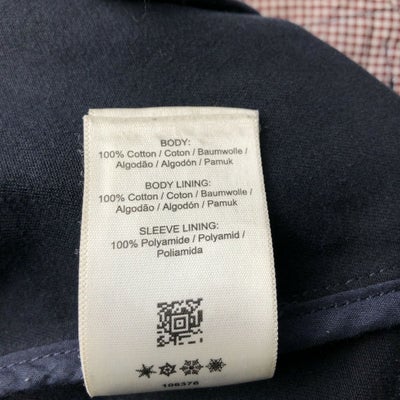 BODY:
100% Cotton / Coton / Baumwolle /
Algodão / Algodón / Pamuk
BODY LINING:
100% Cotton / Coton / Baumwolle /
Algodão / Algodón / Pamuk
SLEEVE LINING:
100% Polyamide / Polyamid /
Poliamida
106376